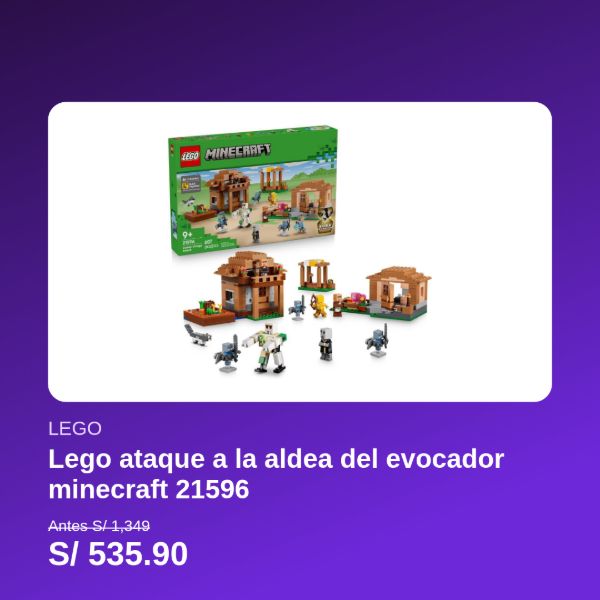 LEGO
MINECRAFT
9+
LEGO
Lego ataque a la aldea del evocador
minecraft 21596
Antes S/ 1,349
S/ 535.90